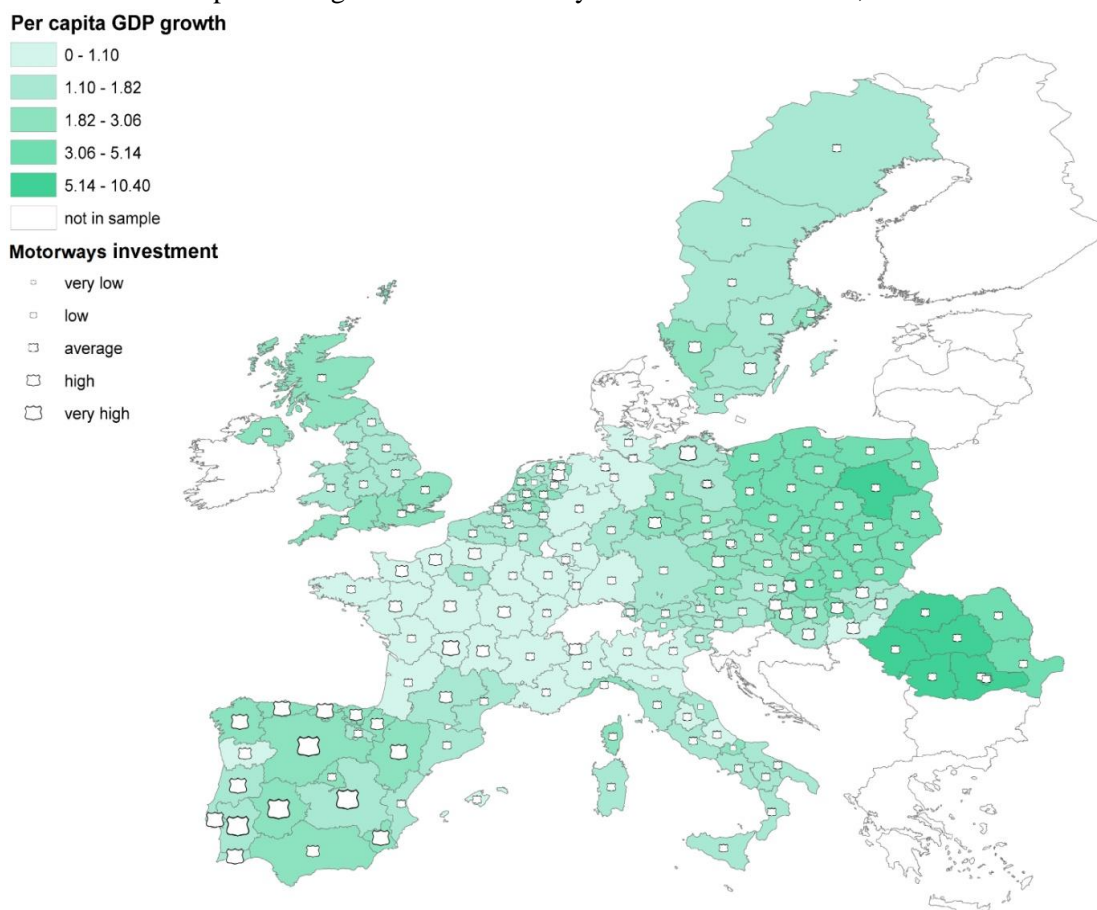 Per capita GDP growth
0 - 1.10
1.10 - 1.82
1.82 - 3.06
3.06 - 5.14
5.14 - 10.40
not in sample
Motorways investment
very low
low
average
high
very high